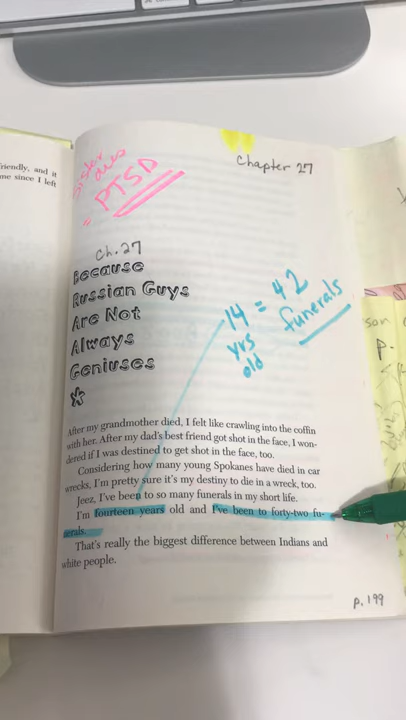 riendly, and it
me since I left
Sister
dies
= PTSD
Chapter 27
Ch. 27
Because
Russian Guys
Are Not
Always
Geniuses
*
14 = 42
yrs funerals
old
After my grandmother died, I felt like crawling into the coffin
with her. After my dad's best friend got shot in the face, I won-
dered if I was destined to get shot in the face, too.
Considering how many young Spokanes have died in car
wrecks, I'm pretty sure it's my destiny to die in a wreck, too.
Jeez, I've been to so many funerals in my short life.
I'm fourteen years old and I've been to forty-two fu-
nerals.
That's really the biggest difference between Indians and
white people.
son
p.
p. 199